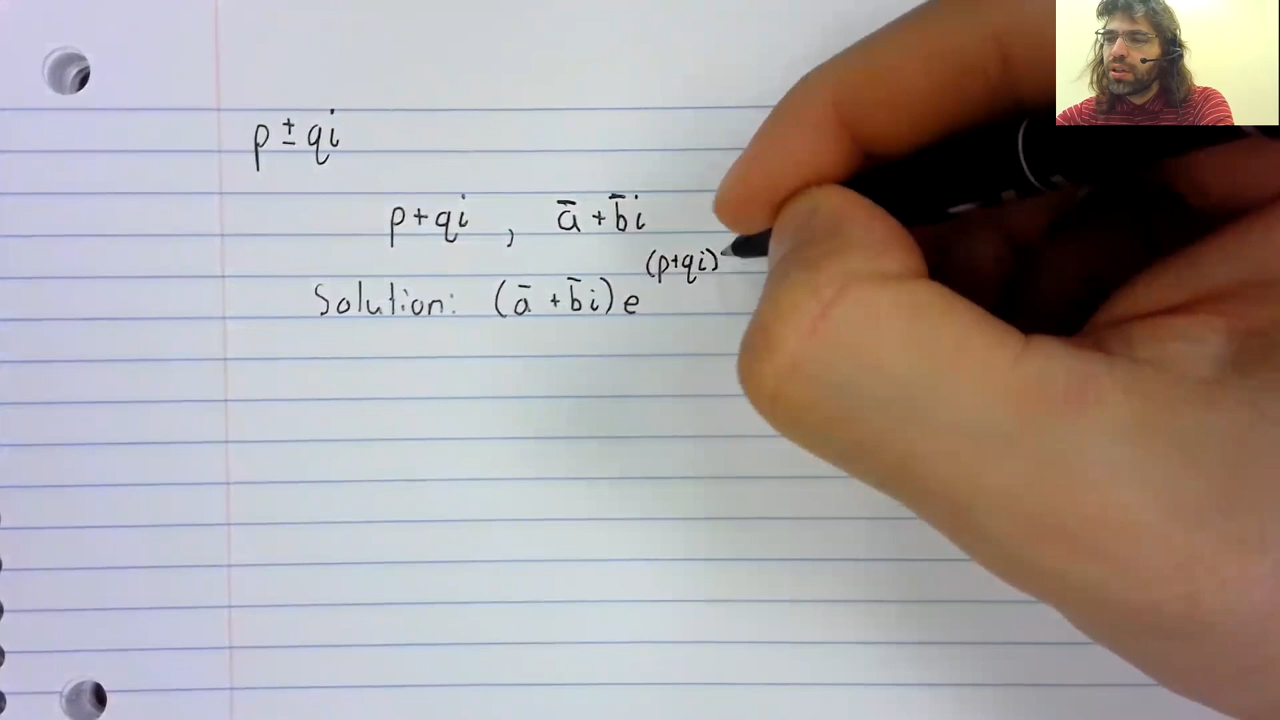 p ± qi
p+qi , ā + b̄i
Solution: (ā + b̄i) e^(p+qi)